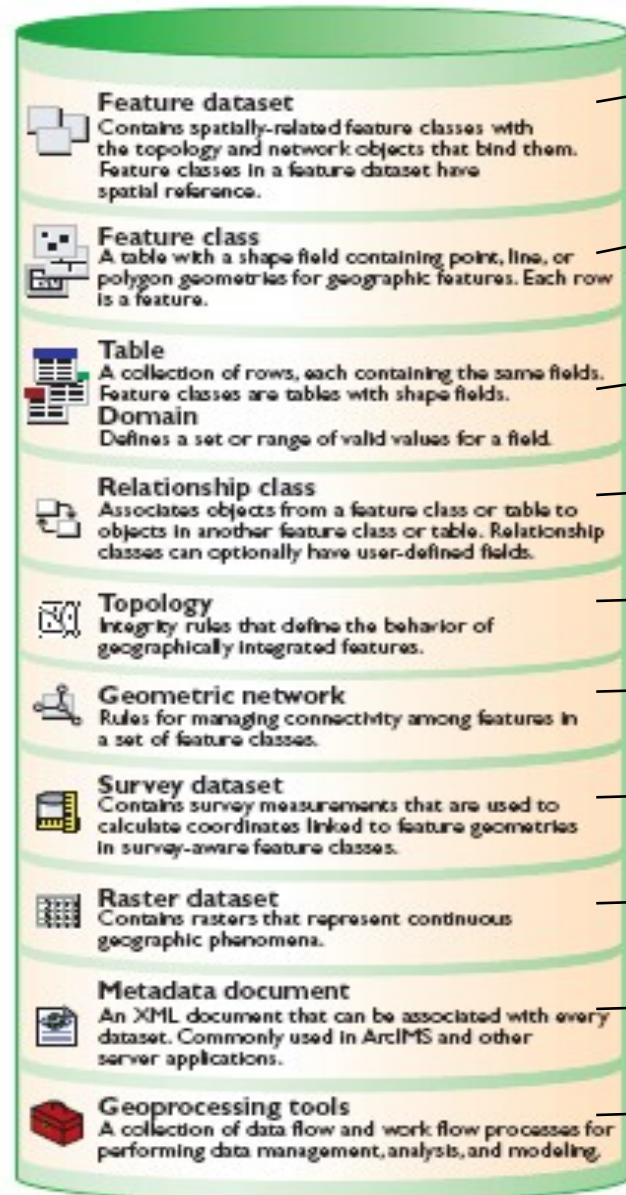 Feature dataset
Contains spatially-related feature classes with
the topology and network objects that bind them.
Feature classes in a feature dataset have
spatial reference.
Feature class
A table with a shape field containing point, line, or
polygon geometries for geographic features. Each row
is a feature.
Table
A collection of rows, each containing the same fields.
Feature classes are tables with shape fields.
Domain
Defines a set or range of valid values for a field.
Relationship class
Associates objects from a feature class or table to
objects in another feature class or table. Relationship
classes can optionally have user-defined fields.
Topology
Integrity rules that define the behavior of
geographically integrated features.
Geometric network
Rules for managing connectivity among features in
a set of feature classes.
Survey dataset
Contains survey measurements that are used to
calculate coordinates linked to feature geometries
in survey-aware feature classes.
Raster dataset
Contains rasters that represent continuous
geographic phenomena.
Metadata document
An XML document that can be associated with every
dataset. Commonly used in ArcIMS and other
server applications.
Geoprocessing tools
A collection of data flow and work flow processes for
performing data management, analysis, and modeling.